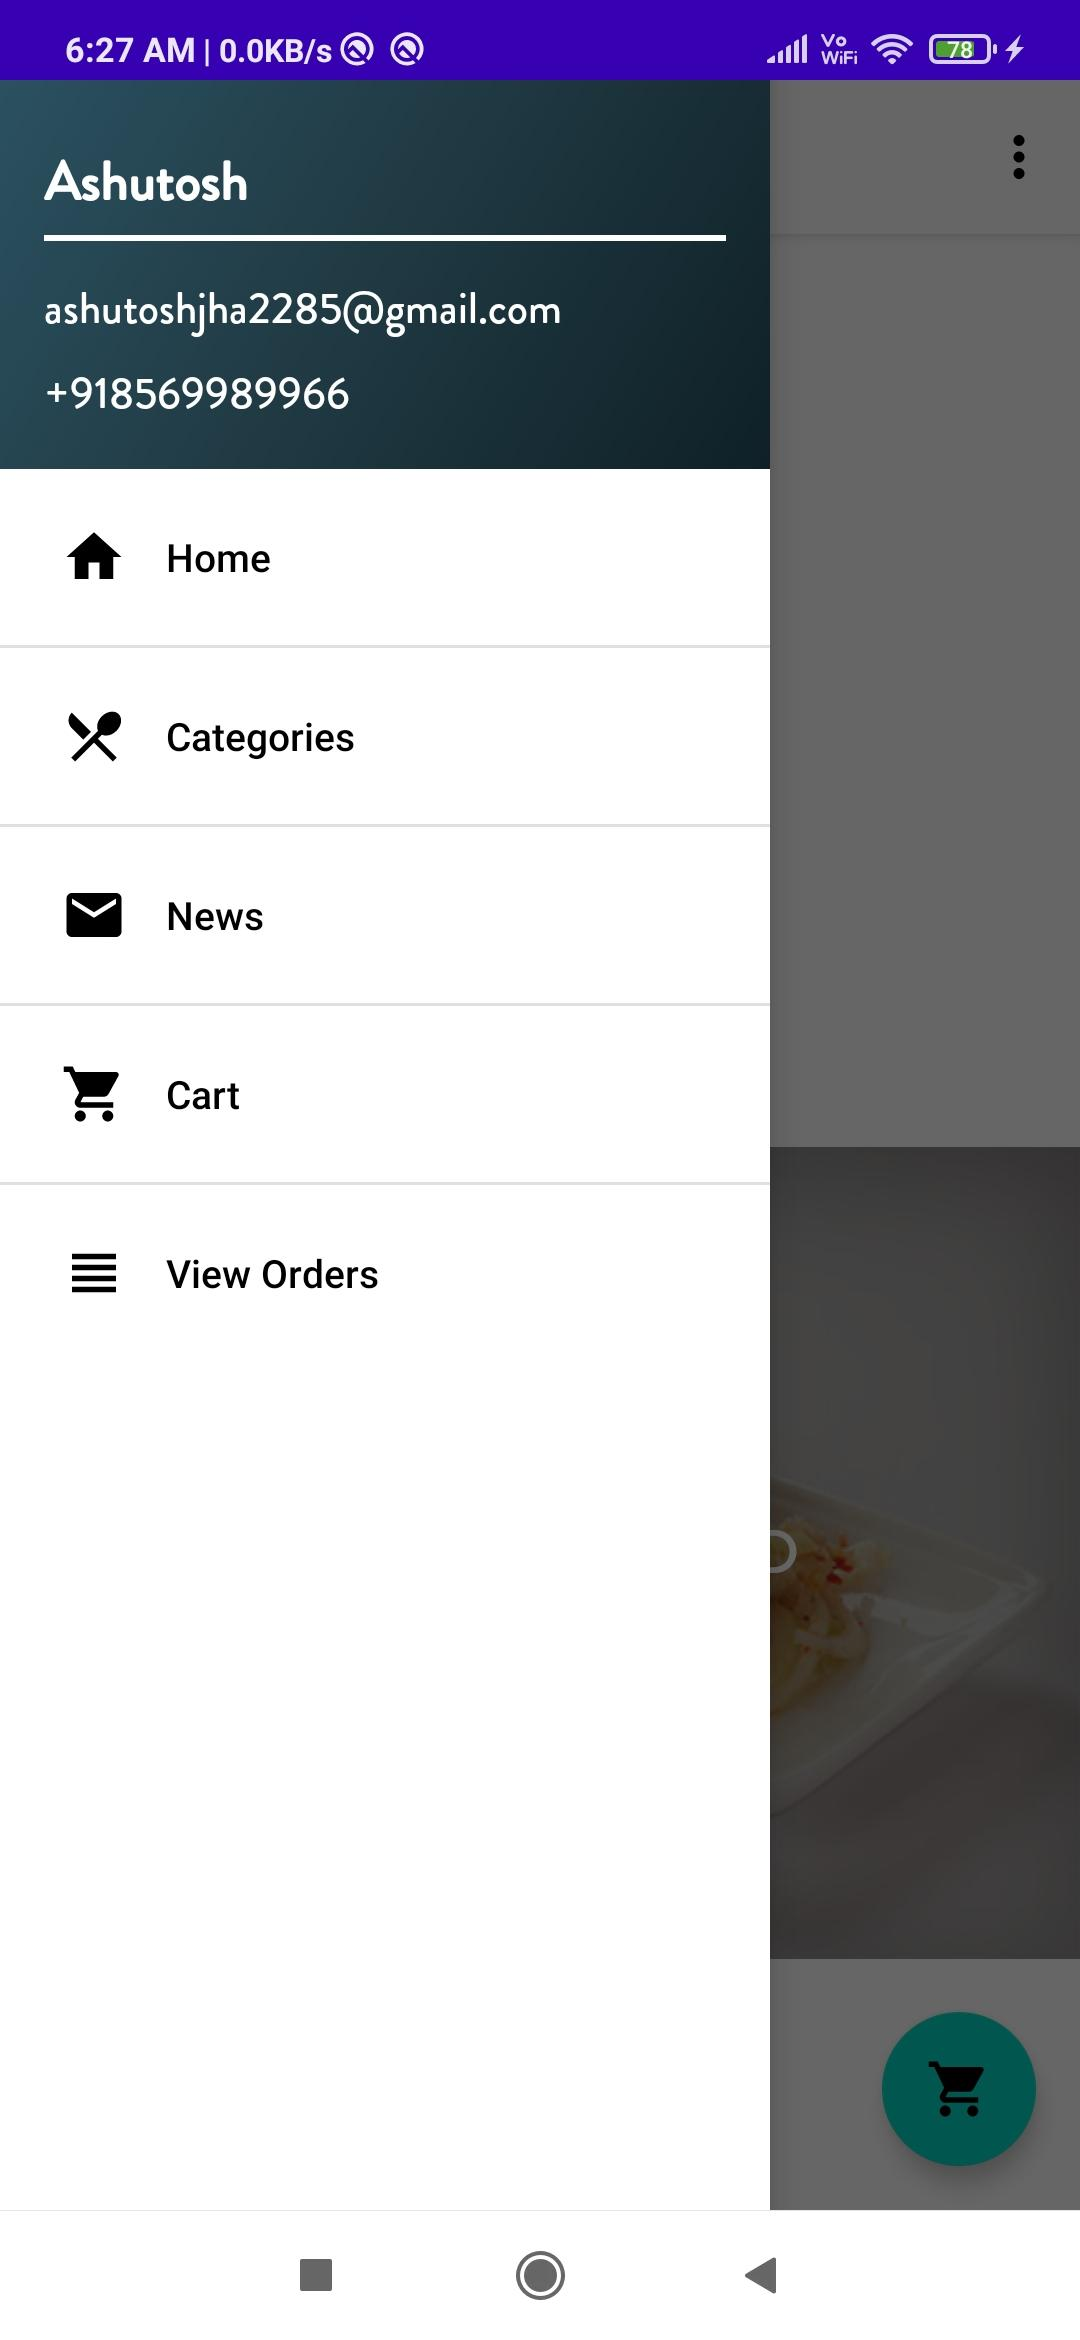 6:27 AM | 0.0KB/s
Vo
WiFi
78
Ashutosh
ashutoshjha2285@gmail.com
+918569989966
Home
Categories
News
Cart
View Orders